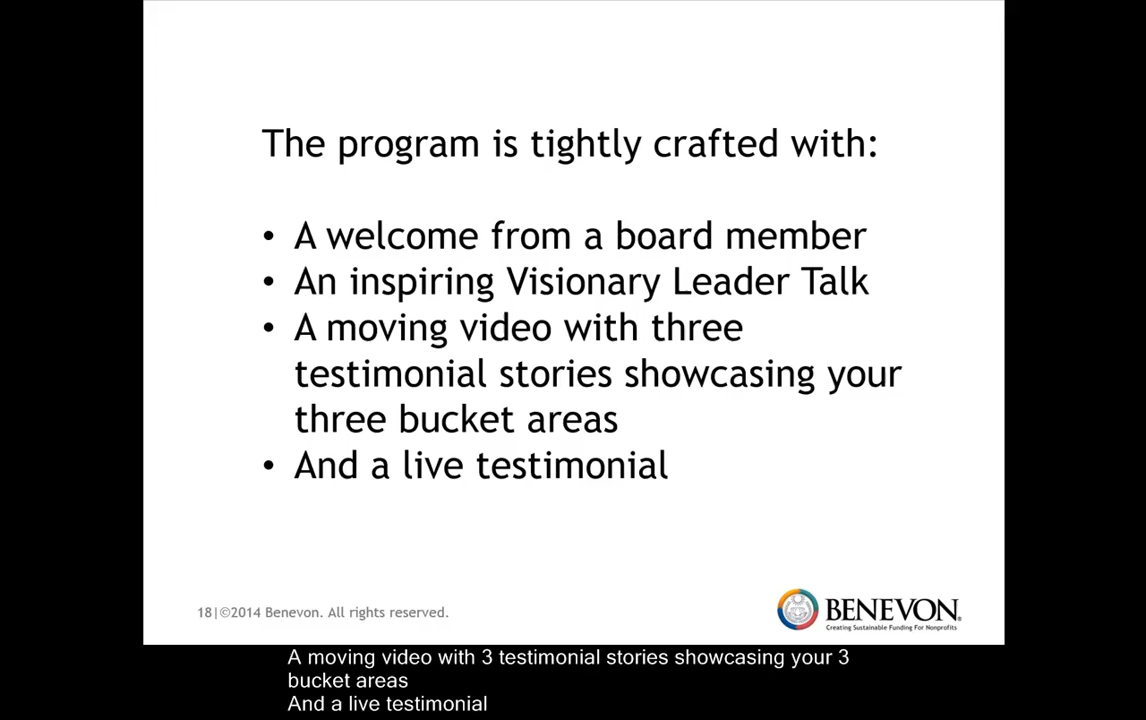 The program is tightly crafted with:
• A welcome from a board member
• An inspiring Visionary Leader Talk
• A moving video with three
testimonial stories showcasing your
three bucket areas
• And a live testimonial
18|©2014 Benevon. All rights reserved.
BENEVON®
Creating Sustainable Funding For Nonprofits
A moving video with 3 testimonial stories showcasing your 3
bucket areas
And a live testimonial